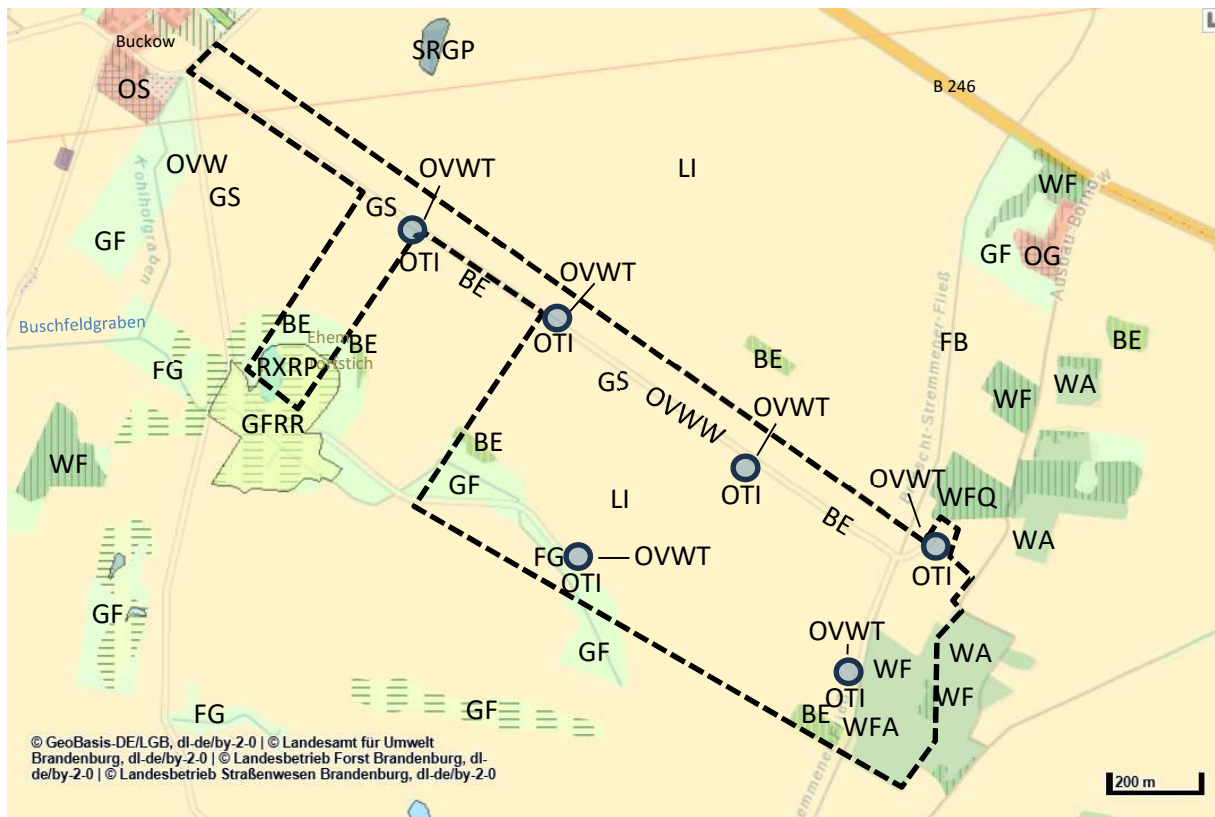 Buckow
SRGP
OS
B 246
OVW
GS
OVWT
LI
WF
GF
GS
OTI
GF
OG
Ausbau Bornow
Kohlhofgraben
BE
OVWT
OTI
FB
Buschfeldgraben
BE
Ehem.
BE
BE
BE
FG
RXRP
GS
OVWW
OVWT
WF
WA
GFRR
BE
WF
GF
LI
OTI
OVWT
WFQ
BE
WA
FG
OVWT
OTI
OTI
GF
GF
OVWT
WF
WA
OTI
WF
FG
GF
BE
WFA
© GeoBasis-DE/LGB, dl-de/by-2-0 | © Landesamt für Umwelt
Brandenburg, dl-de/by-2-0 | © Landesbetrieb Forst Brandenburg, dl-
de/by-2-0 | © Landesbetrieb Straßenwesen Brandenburg, dl-de/by-2-0
200 m